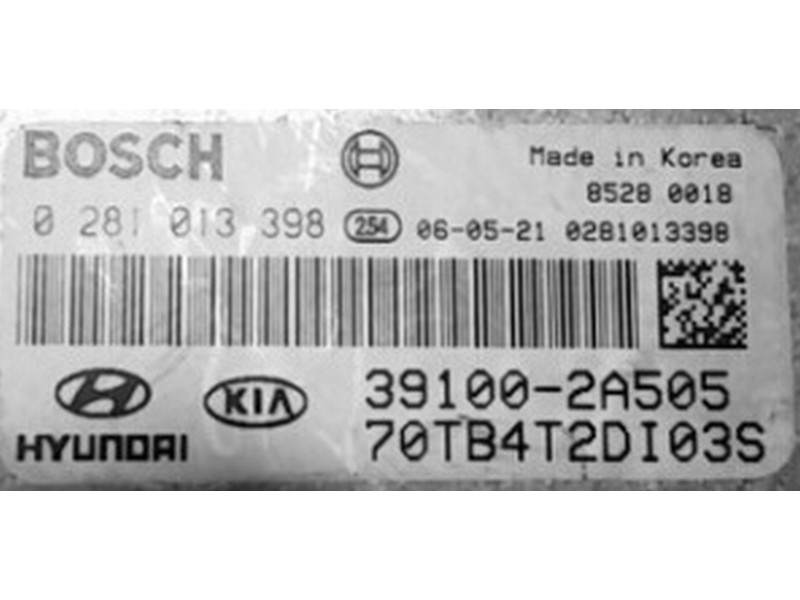 BOSCH
Made in Korea
8528 0018
0 281 013 398 254 06-05-21 0281013398
KIA 39100-2A505
HYUNDAI 70TB4T2DI03S